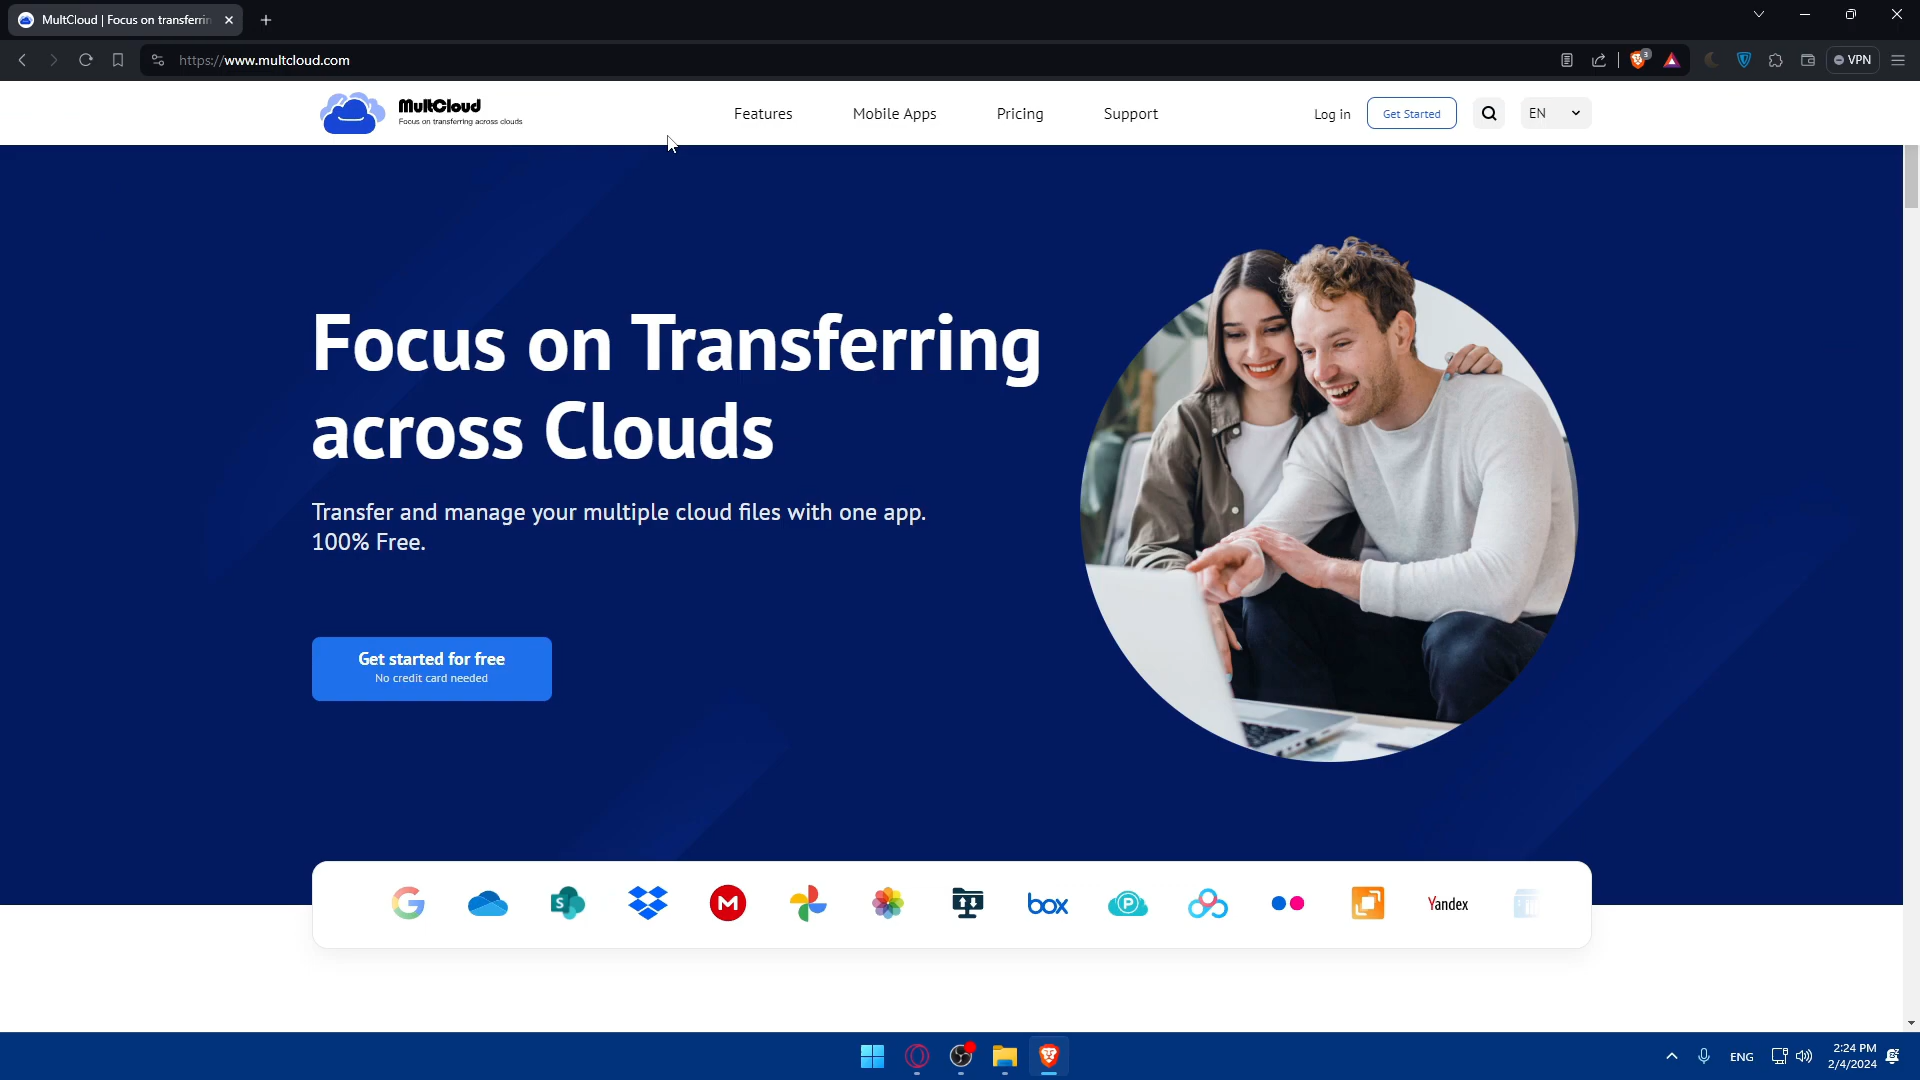 MultCloud | Focus on transferrin
https://www.multcloud.com
3
VPN
MultCloud
Focus on transferring across clouds
Features
Mobile Apps
Pricing
Support
Log in
Get Started
EN
Focus on Transferring
across Clouds
Transfer and manage your multiple cloud files with one app.
100% Free.
Get started for free
No credit card needed
G
S
M
box
P
Yandex
ENG
2:24 PM
2/4/2024